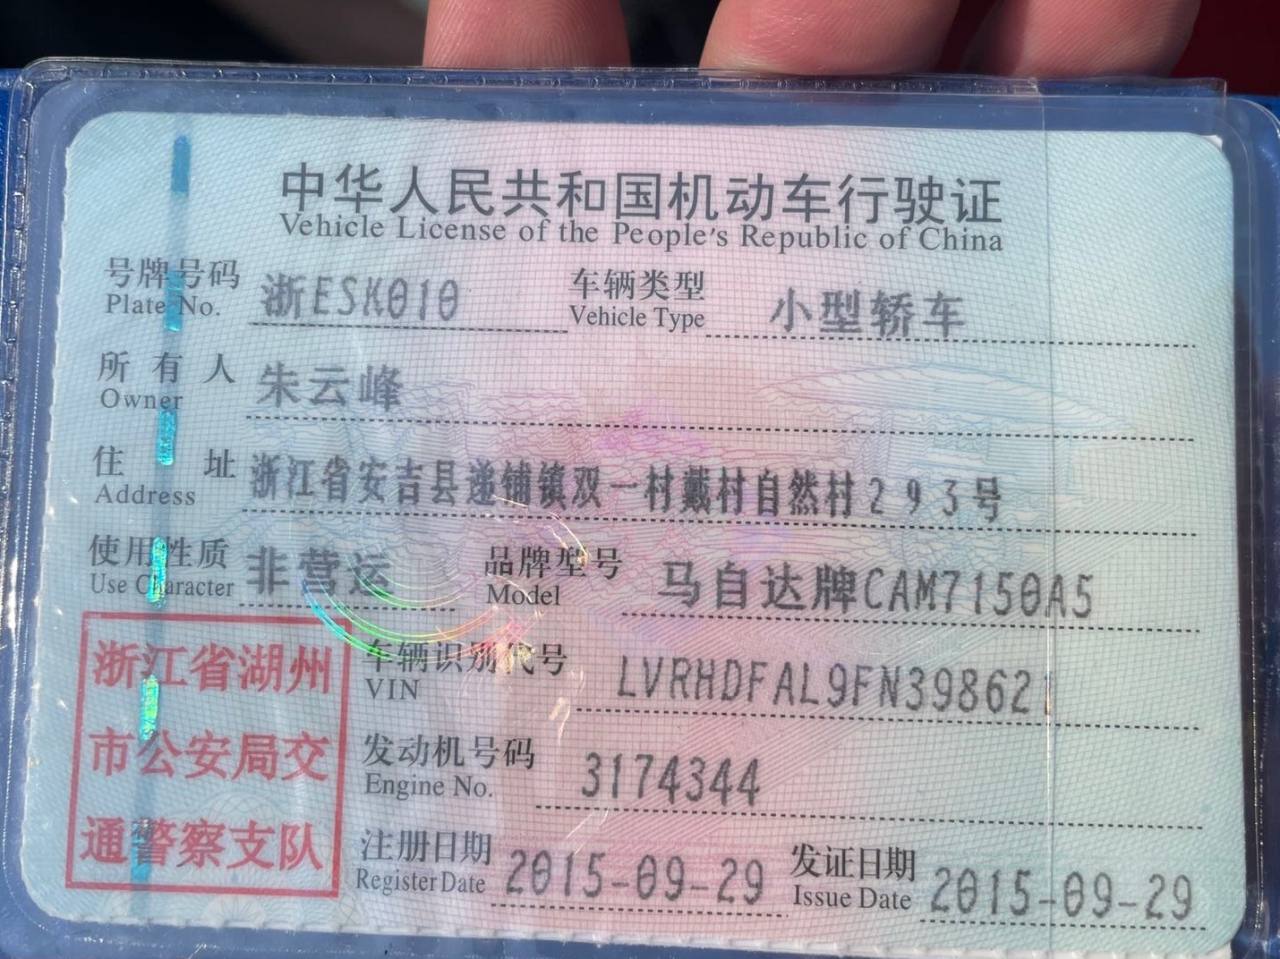 中华人民共和国机动车行驶证
Vehicle License of the People's Republic of China
号牌号码 浙ESK010 车辆类型 小型轿车
Plate No. Vehicle Type
所有人 朱云峰
Owner
住址 浙江省安吉县递铺镇双一村戴村自然村293号
Address
使用性质 非营运 品牌型号 马自达牌CAM7150A5
Use Character Model
浙江省湖州
市公安局交
通警察支队
车辆识别代号 LVRHDFAL9FN39862
VIN
发动机号码 3174344
Engine No.
注册日期 2015-09-29 发证日期 2015-09-29
Register Date Issue Date